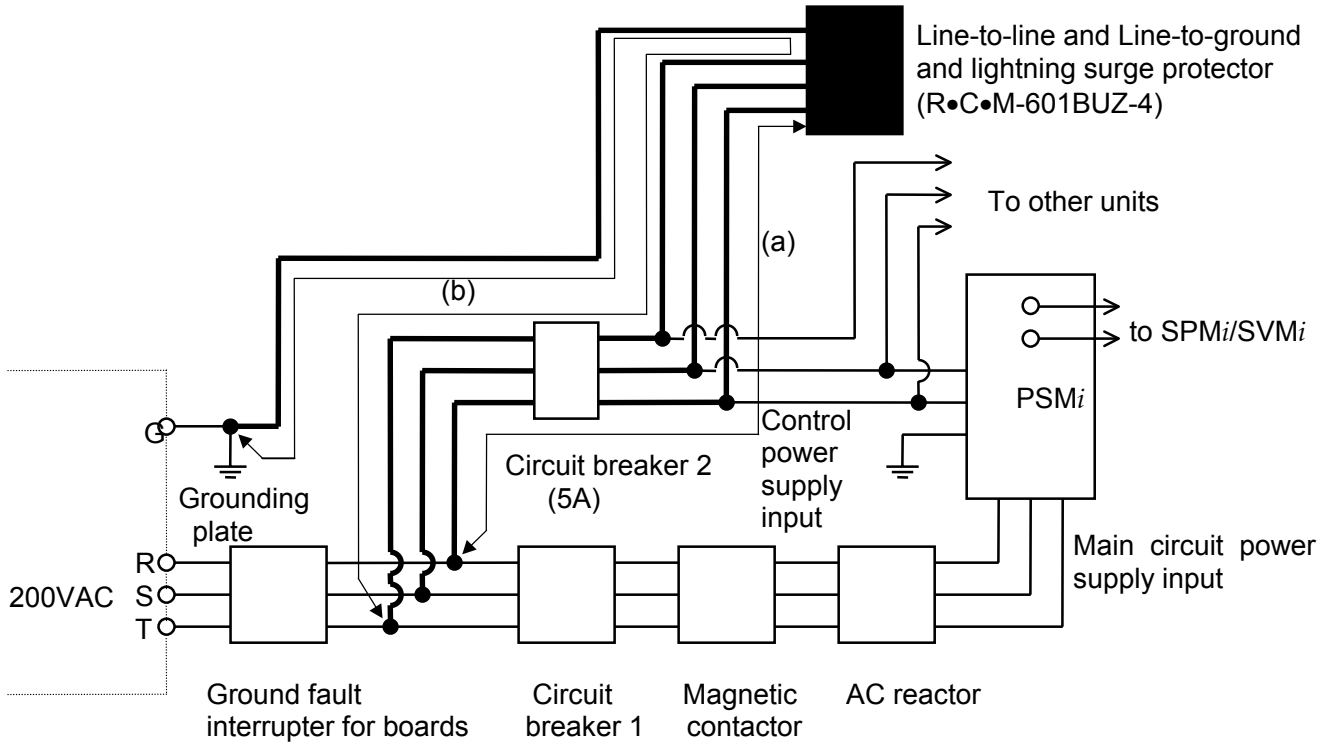 Line-to-line and Line-to-ground
and lightning surge protector
(R•C•M-601BUZ-4)
To other units
(a)
(b)
to SPMi/SVMi
PSMi
G
Control
power
supply
input
Circuit breaker 2
(5A)
Grounding
plate
Main circuit power
supply input
R
200VAC S
T
Ground fault
interrupter for boards
Circuit
breaker 1
Magnetic
contactor
AC reactor